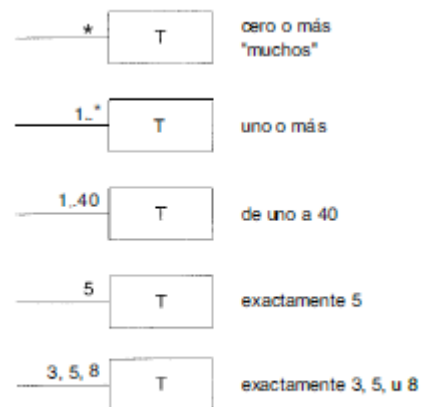 * T cero o más
"muchos"
1..* T uno o más
1..40 T de uno a 40
5 T exactamente 5
3, 5, 8 T exactamente 3, 5, u 8